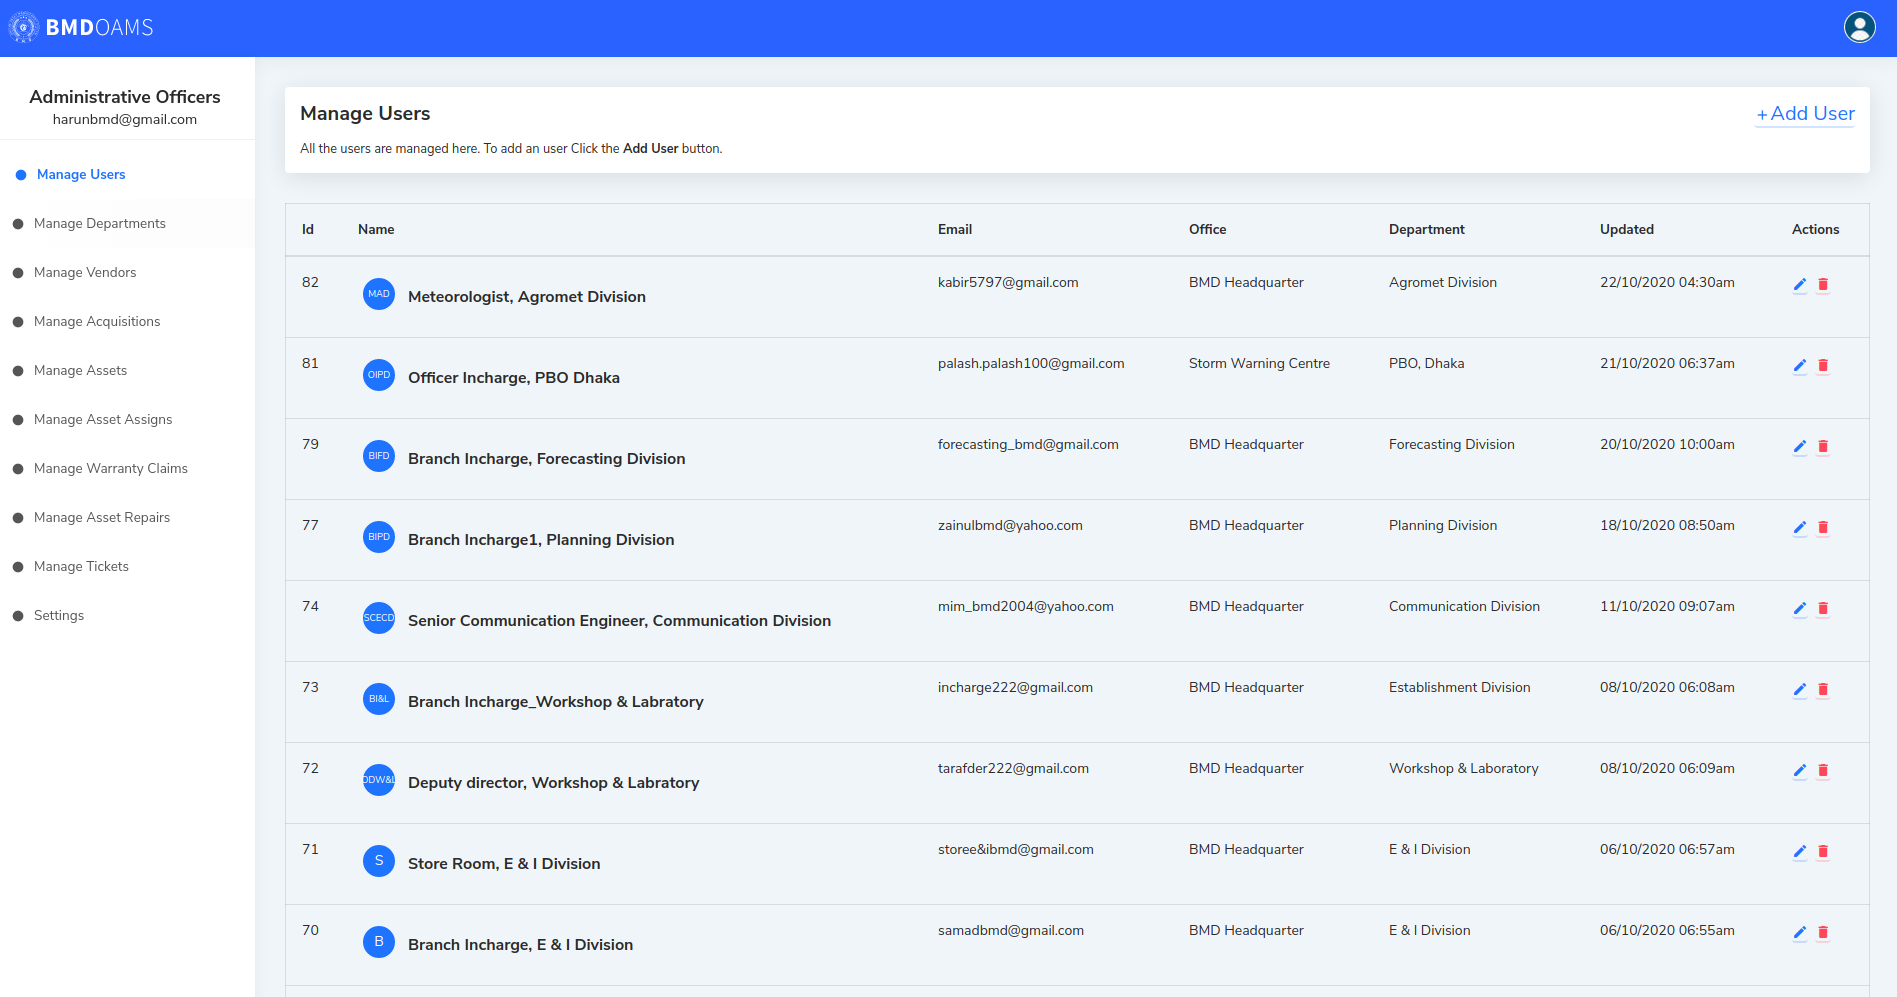 BMDOAMS
Administrative Officers
harunbmd@gmail.com
Manage Users
Manage Departments
Manage Vendors
Manage Acquisitions
Manage Assets
Manage Asset Assigns
Manage Warranty Claims
Manage Asset Repairs
Manage Tickets
Settings
Manage Users
+ Add User
All the users are managed here. To add an user Click the Add User button.
Id Name Email Office Department Updated Actions
82 MAD Meteorologist, Agromet Division kabir5797@gmail.com BMD Headquarter Agromet Division 22/10/2020 04:30am
81 OIPD Officer Incharge, PBO Dhaka palash.palash100@gmail.com Storm Warning Centre PBO, Dhaka 21/10/2020 06:37am
79 BIFD Branch Incharge, Forecasting Division forecasting_bmd@gmail.com BMD Headquarter Forecasting Division 20/10/2020 10:00am
77 BIPD Branch Incharge1, Planning Division zainulbmd@yahoo.com BMD Headquarter Planning Division 18/10/2020 08:50am
74 SCECD Senior Communication Engineer, Communication Division mim_bmd2004@yahoo.com BMD Headquarter Communication Division 11/10/2020 09:07am
73 BI&L Branch Incharge_Workshop & Labratory incharge222@gmail.com BMD Headquarter Establishment Division 08/10/2020 06:08am
72 DDW&L Deputy director, Workshop & Labratory tarafder222@gmail.com BMD Headquarter Workshop & Laboratory 08/10/2020 06:09am
71 S Store Room, E & I Division storee&ibmd@gmail.com BMD Headquarter E & I Division 06/10/2020 06:57am
70 B Branch Incharge, E & I Division samadbmd@gmail.com BMD Headquarter E & I Division 06/10/2020 06:55am